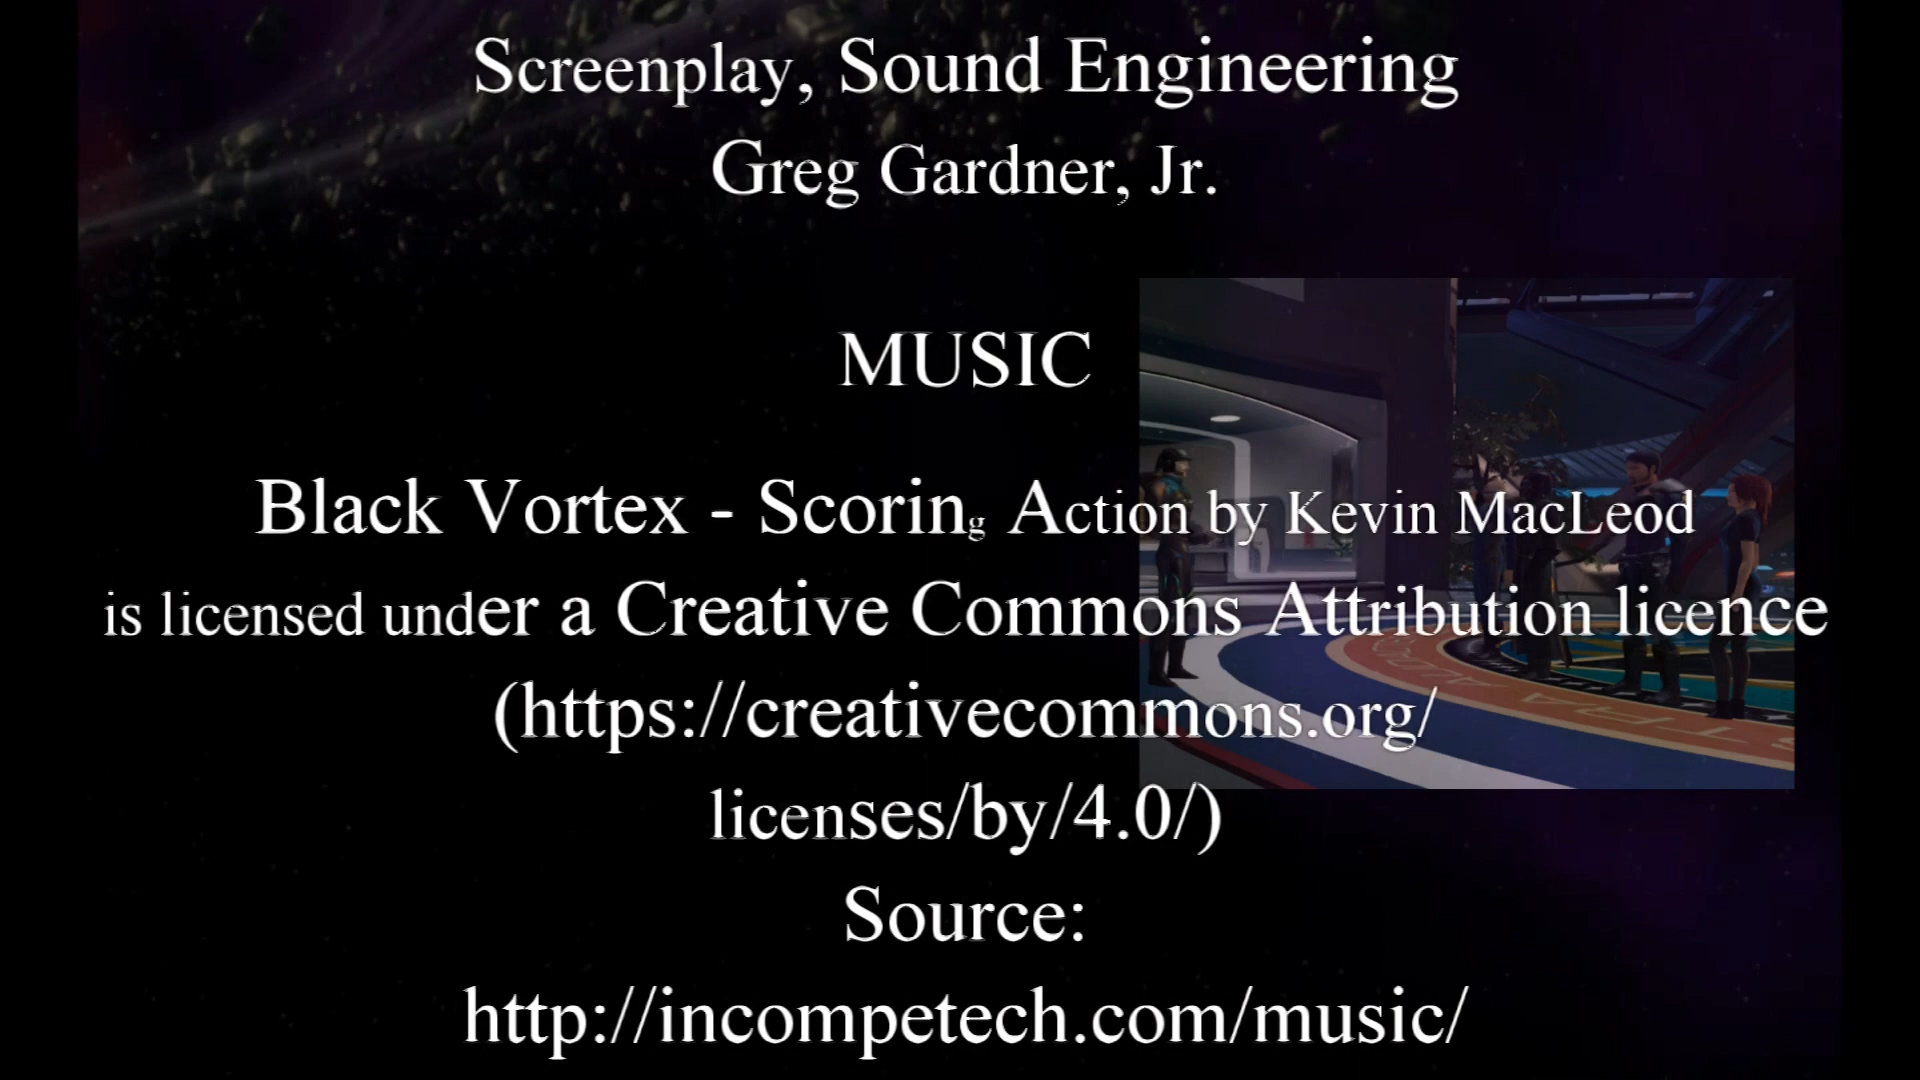 Screenplay, Sound Engineering
Greg Gardner, Jr.
MUSIC
Black Vortex - Scoring Action by Kevin MacLeod
is licensed under a Creative Commons Attribution licence
(https://creativecommons.org/
licenses/by/4.0/)
Source:
http://incompetech.com/music/